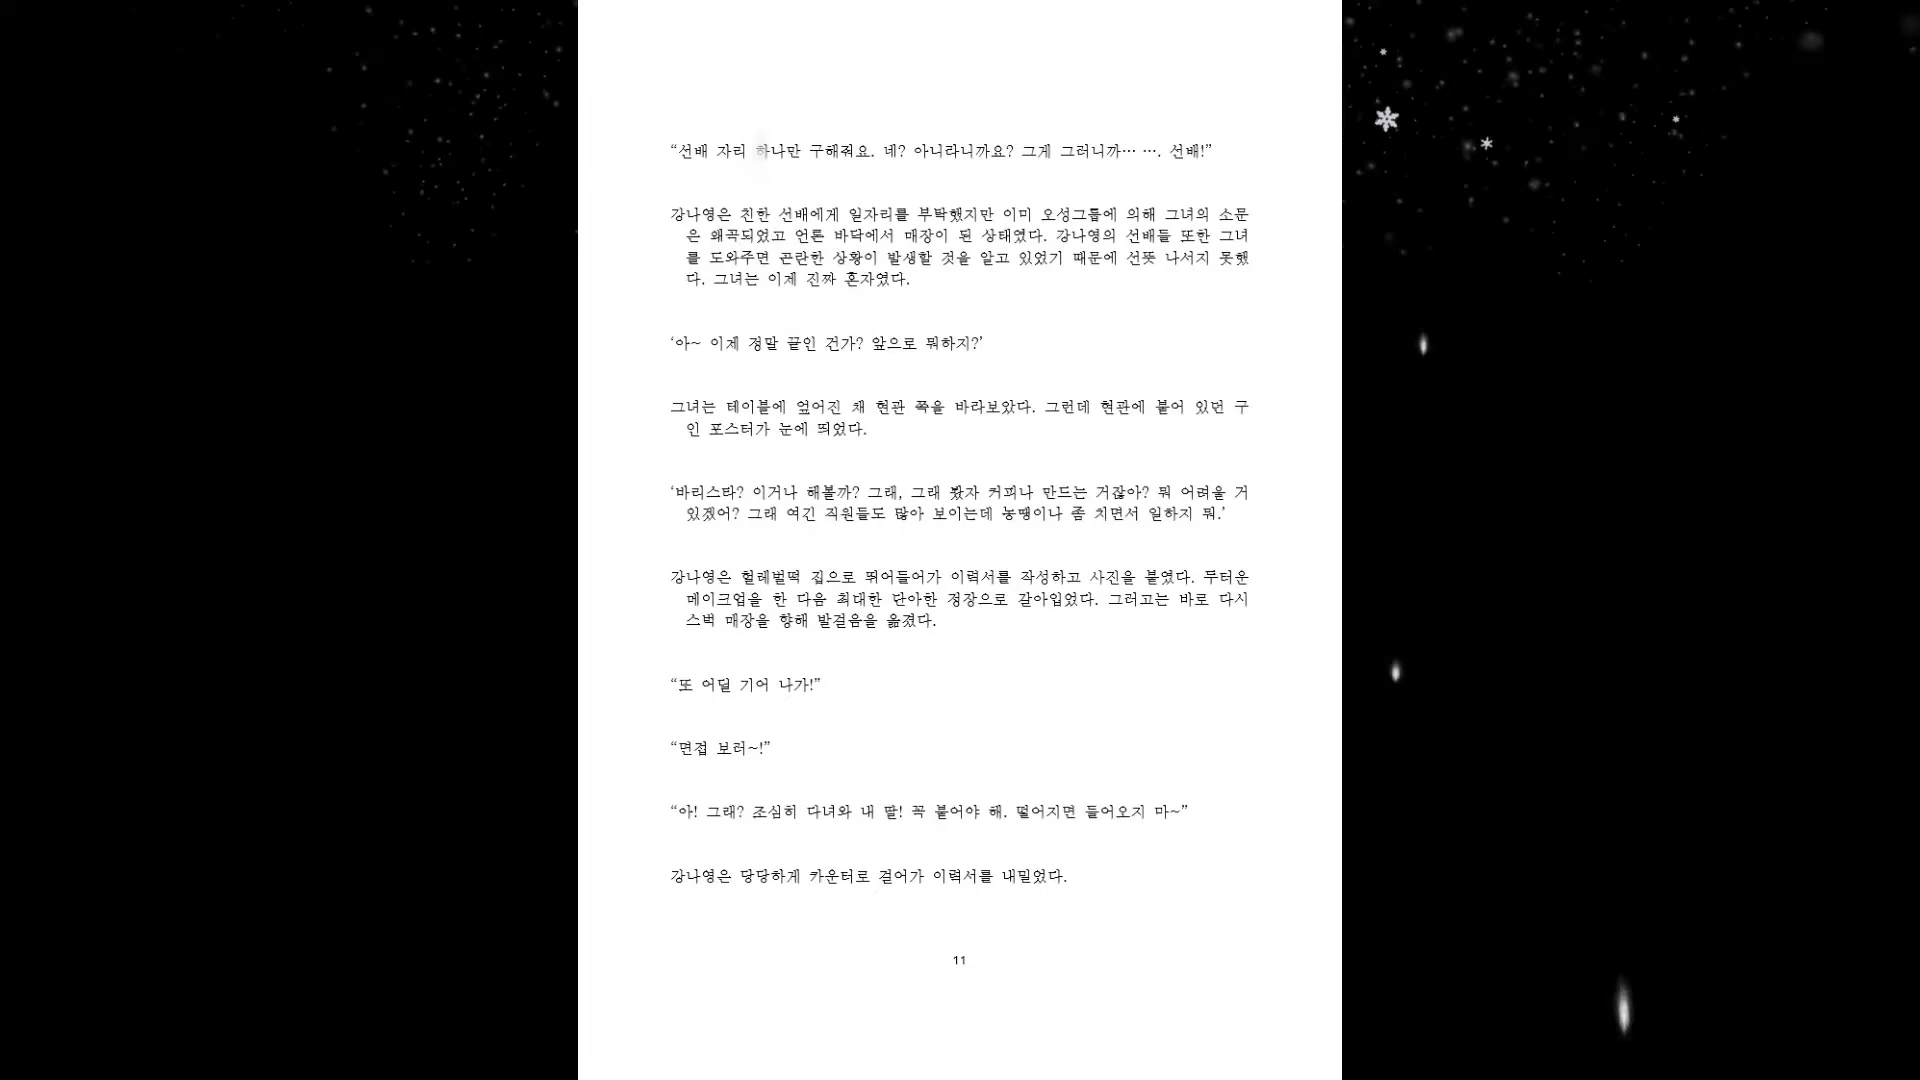 “선배 자리 하나만 구해줘요. 네? 아니라니까요? 그게 그러니까… …. 선배!”
강나영은 친한 선배에게 일자리를 부탁했지만 이미 오성그룹에 의해 그녀의 소문
은 왜곡되었고 언론 바닥에서 매장이 된 상태였다. 강나영의 선배들 또한 그녀
를 도와주면 곤란한 상황이 발생할 것을 알고 있었기 때문에 선뜻 나서지 못했
다. 그녀는 이제 진짜 혼자였다.
‘아~ 이제 정말 끝인 건가? 앞으로 뭐하지?’
그녀는 테이블에 엎어진 채 현관 쪽을 바라보았다. 그런데 현관에 붙어 있던 구
인 포스터가 눈에 띄었다.
‘바리스타? 이거나 해볼까? 그래, 그래 봤자 커피나 만드는 거잖아? 뭐 어려울 거
있겠어? 그래 여긴 직원들도 많아 보이는데 농땡이나 좀 치면서 일하지 뭐.’
강나영은 헐레벌떡 집으로 뛰어들어가 이력서를 작성하고 사진을 붙였다. 두터운
메이크업을 한 다음 최대한 단아한 정장으로 갈아입었다. 그러고는 바로 다시
스벅 매장을 향해 발걸음을 옮겼다.
“또 어딜 기어 나가!”
“면접 보러~!”
“아! 그래? 조심히 다녀와 내 딸! 꼭 붙어야 해. 떨어지면 들어오지 마~”
강나영은 당당하게 카운터로 걸어가 이력서를 내밀었다.
11